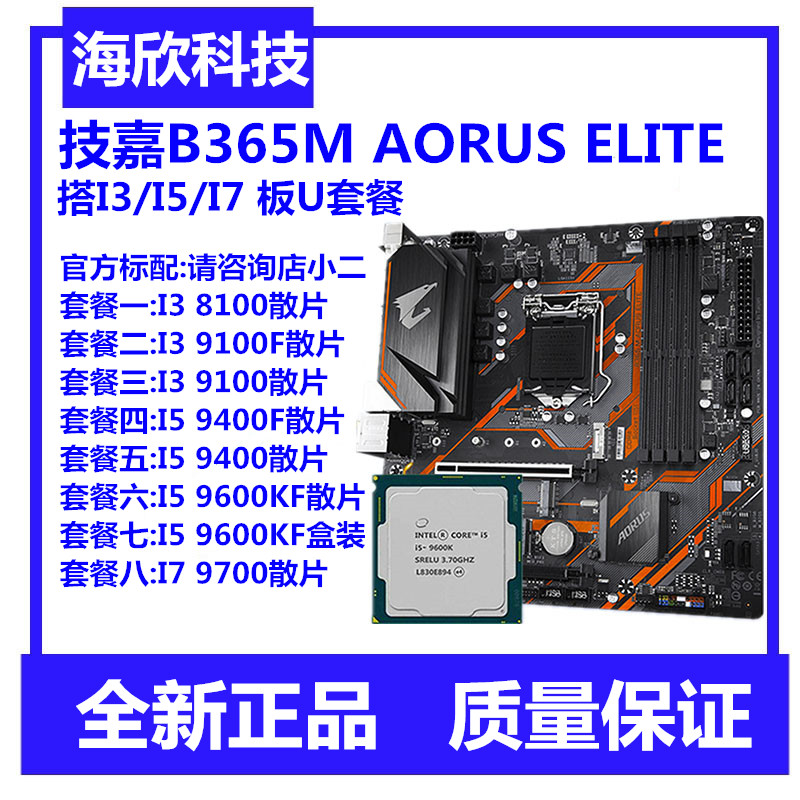 海欣科技
技嘉B365M AORUS ELITE
搭I3/I5/I7 板U套餐
官方标配:请咨询店小二
套餐一:I3 8100散片
套餐二:I3 9100F散片
套餐三:I3 9100散片
套餐四:I5 9400F散片
套餐五:I5 9400散片
套餐六:I5 9600KF散片
套餐七:I5 9600KF盒装
套餐八:I7 9700散片
AORUS
INTEL® CORE™ i5
i5- 9600K
SRELU 3.70GHZ
L830E894 e4
全新正品 质量保证